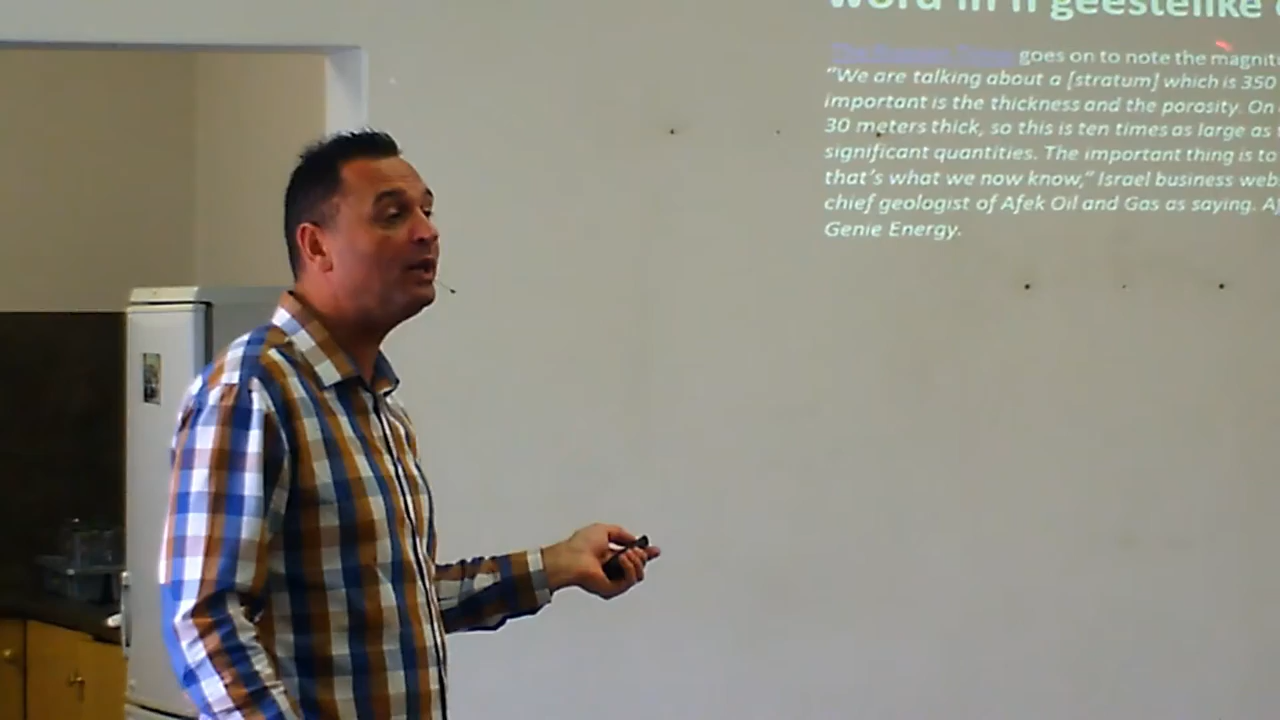 word in 'n geestelike
goes on to note the magnit
“We are talking about a [stratum] which is 350
important is the thickness and the porosity. On
30 meters thick, so this is ten times as large as
significant quantities. The important thing is to
that’s what we now know,” Israel business web
chief geologist of Afek Oil and Gas as saying. Af
Genie Energy.